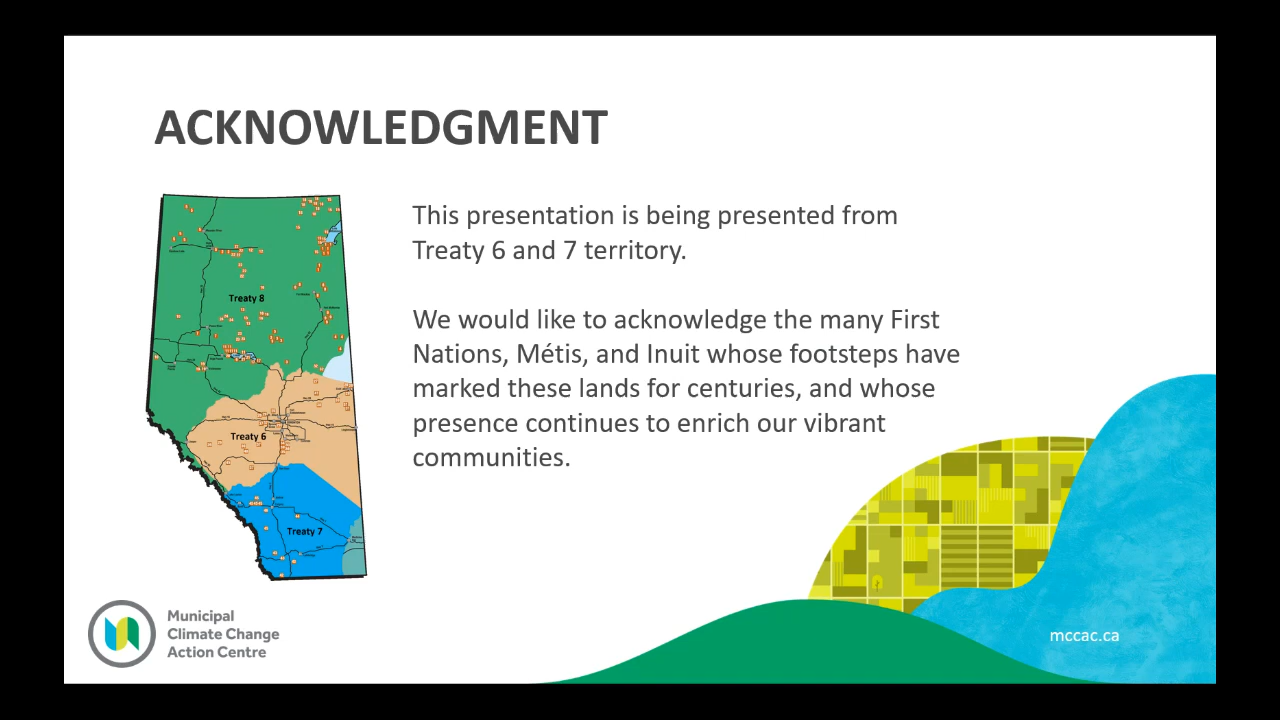 ACKNOWLEDGMENT
This presentation is being presented from
Treaty 6 and 7 territory.
We would like to acknowledge the many First
Nations, Métis, and Inuit whose footsteps have
marked these lands for centuries, and whose
presence continues to enrich our vibrant
communities.
Treaty 8
Treaty 6
Treaty 7
Municipal
Climate Change
Action Centre
mccac.ca